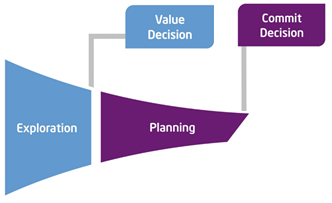 Value
Decision
Commit
Decision
Exploration
Planning